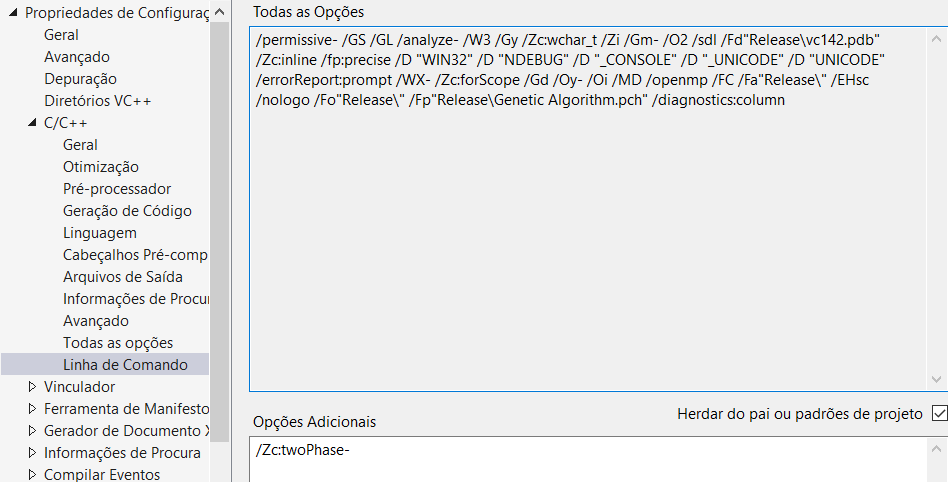 Propriedades de Configuraç
Geral
Avançado
Depuração
Diretórios VC++
C/C++
Geral
Otimização
Pré-processador
Geração de Código
Linguagem
Cabeçalhos Pré-comp
Arquivos de Saída
Informações de Procur
Avançado
Todas as opções
Linha de Comando
Vinculador
Ferramenta de Manifesto
Gerador de Documento X
Informações de Procura
Compilar Eventos
Todas as Opções
/permissive- /GS /GL /analyze- /W3 /Gy /Zc:wchar_t /Zi /Gm- /O2 /sdl /Fd"Release\vc142.pdb"
/Zc:inline /fp:precise /D "WIN32" /D "NDEBUG" /D "_CONSOLE" /D "_UNICODE" /D "UNICODE"
/errorReport:prompt /WX- /Zc:forScope /Gd /Oy- /Oi /MD /openmp /FC /Fa"Release\" /EHsc
/nologo /Fo"Release\" /Fp"Release\Genetic Algorithm.pch" /diagnostics:column
Herdar do pai ou padrões de projeto
Opções Adicionais
/Zc:twoPhase-